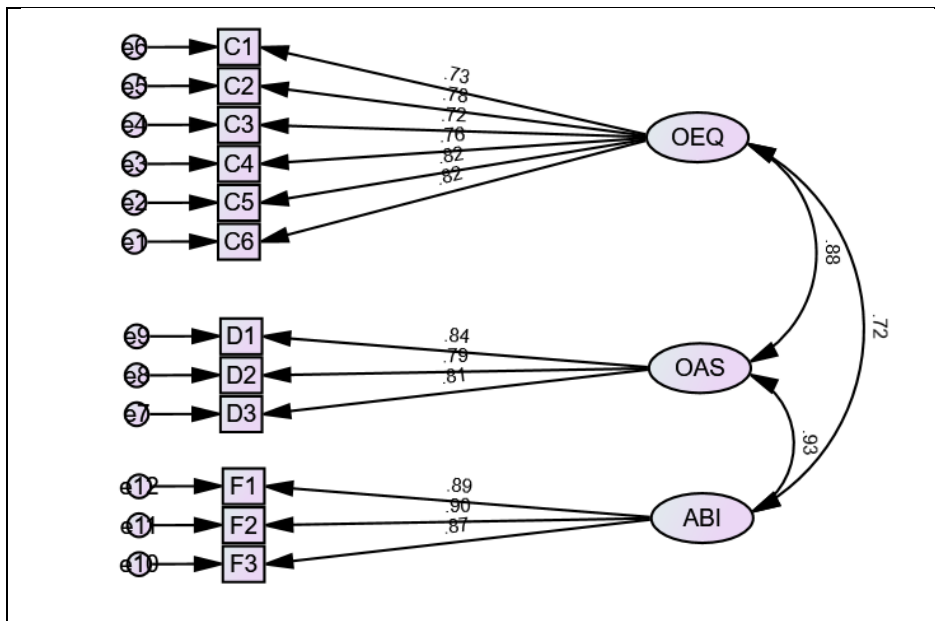 e6 C1
.73
e5 C2
.78
e4 C3
.72
OEQ
e3 C4
.76
e2 C5
.82
e1 C6
.82
.88
.72
e9 D1
.84
e8 D2
.79
OAS
e7 D3
.81
.93
e12 F1
.89
e11 F2
.90
ABI
e10 F3
.87